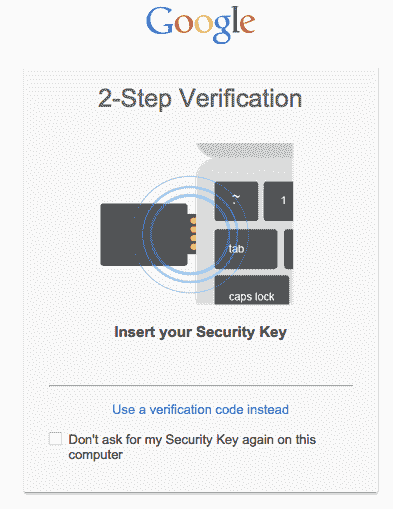 Google
2-Step Verification
~
1
tab
caps lock
Insert your Security Key
Use a verification code instead
Don't ask for my Security Key again on this
computer